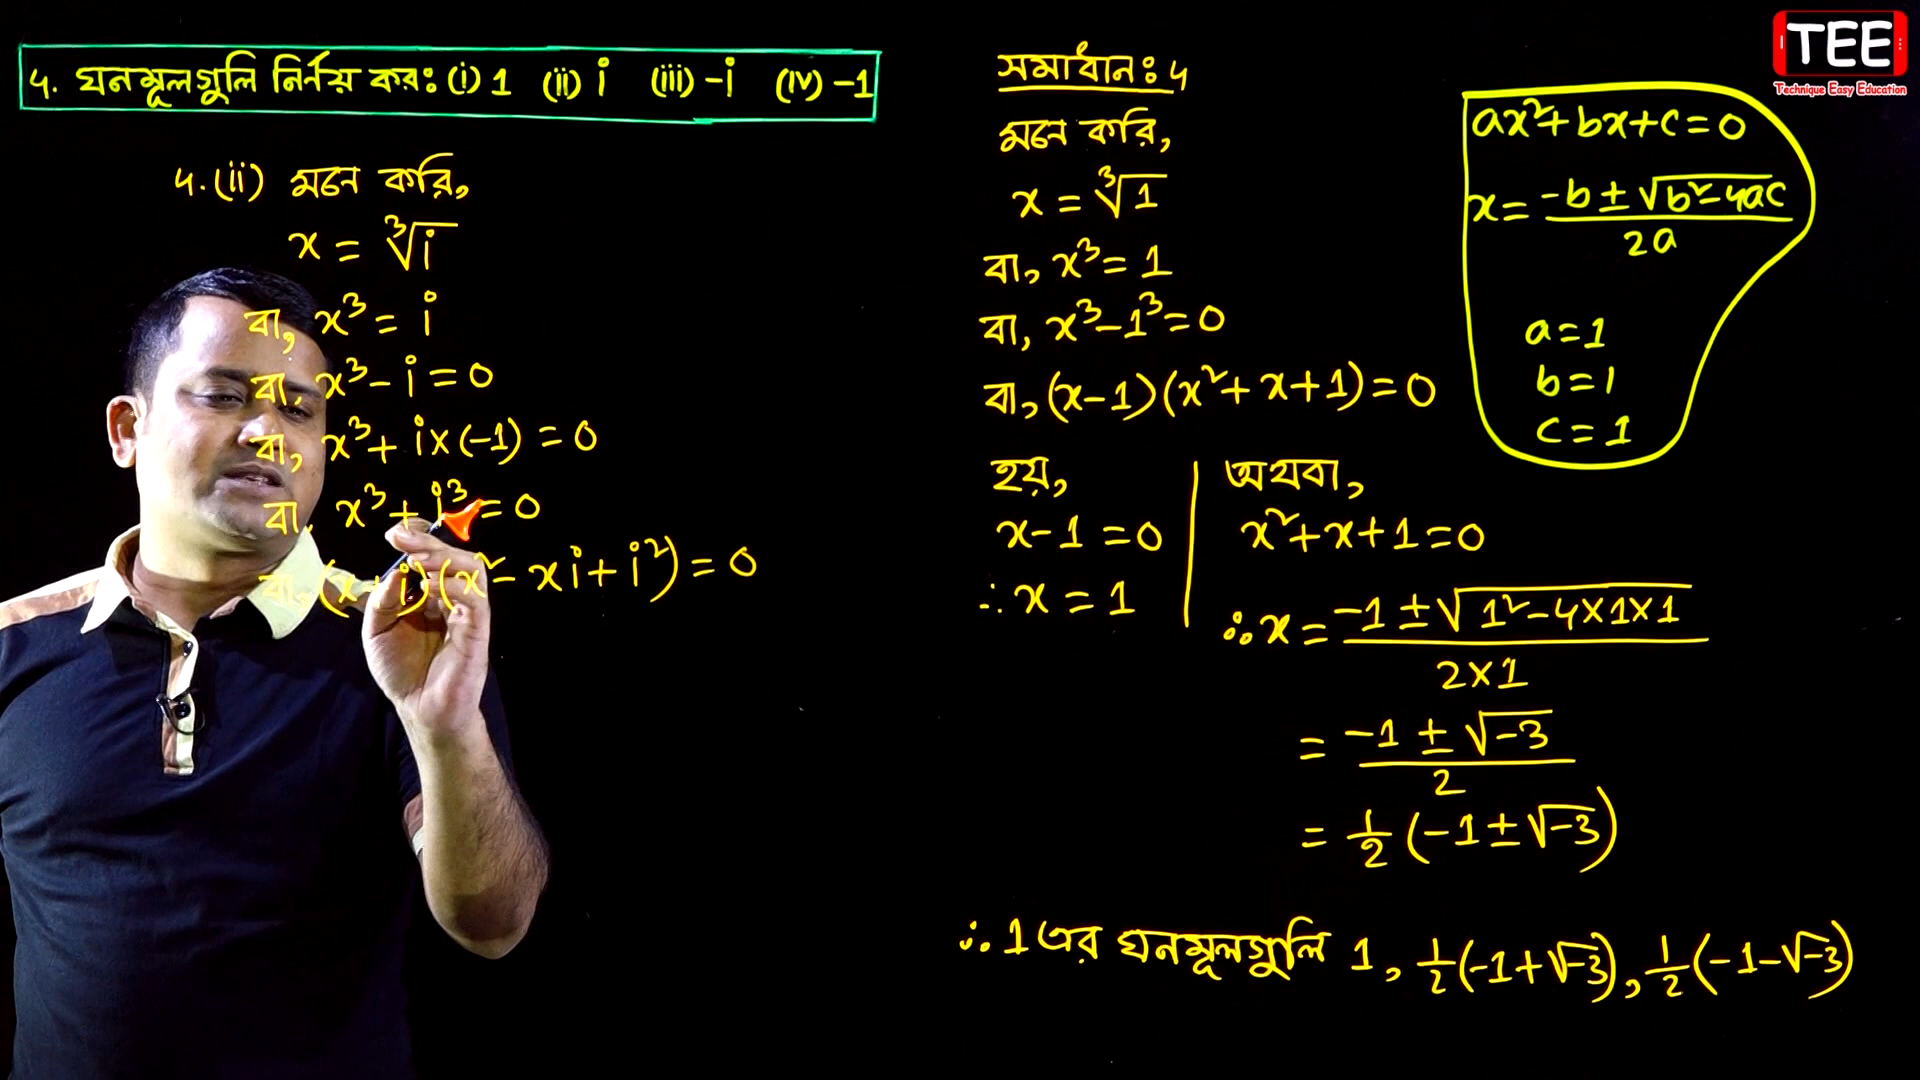 ৫. ঘনমূলগুলি নির্ণয় করঃ (i) 1 (ii) i (iii) -i (iv) -1
৫.(ii) মনে করি,
x = ∛i
বা, x³ = i
বা, x³ - i = 0
বা, x³ + i×(-1) = 0
বা, x³ + i³ = 0
বা, (x+i)(x² - xi + i²) = 0
সমাধানঃ ৫
মনে করি,
x = ∛1
বা, x³ = 1
বা, x³ - 1³ = 0
বা, (x-1)(x² + x + 1) = 0
হয়,
x - 1 = 0
∴ x = 1
অথবা,
x² + x + 1 = 0
∴ x = (-1 ± √(1² - 4×1×1)) / (2×1)
= (-1 ± √-3) / 2
= 1/2 (-1 ± √-3)
∴ 1 এর ঘনমূলগুলি 1, 1/2 (-1+√-3), 1/2 (-1-√-3)
ax² + bx + c = 0
x = (-b ± √(b² - 4ac)) / 2a
a = 1
b = 1
c = 1
TEE
Technique Easy Education